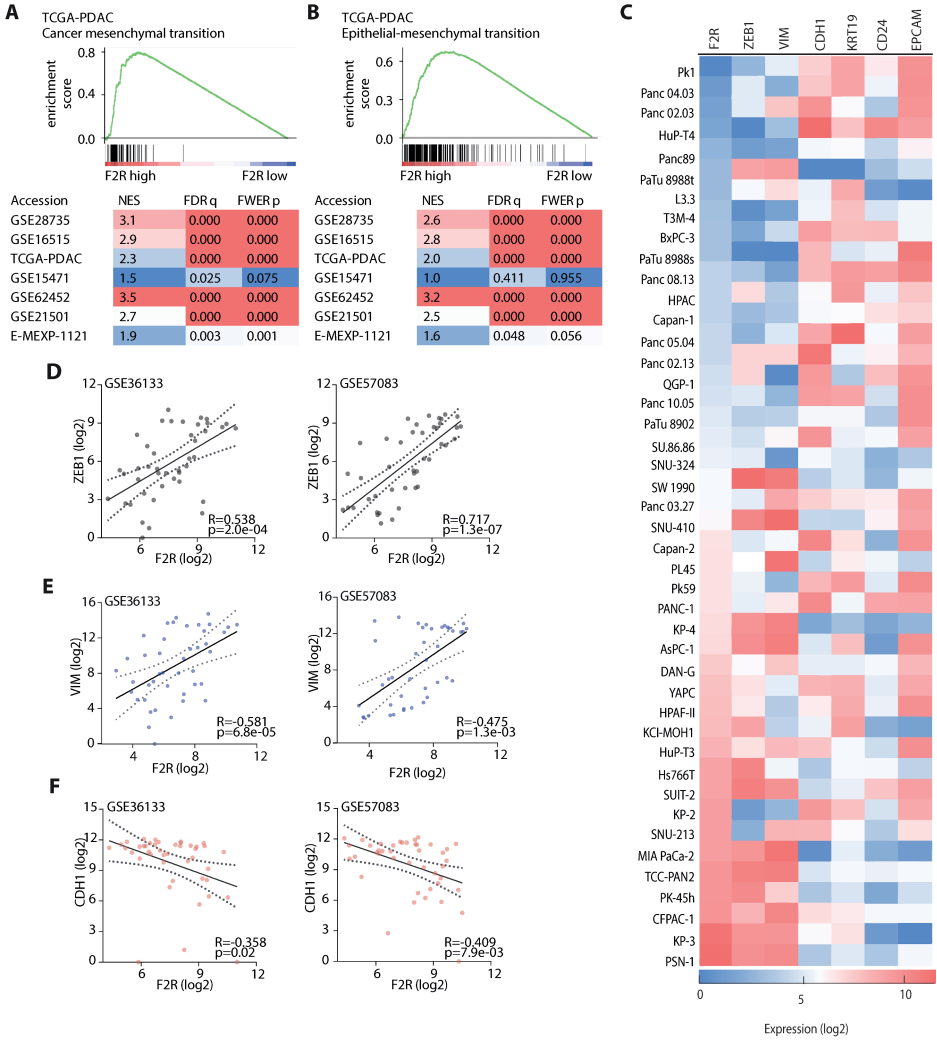 A
TCGA-PDAC
Cancer mesenchymal transition
enrichment
score
0.8
0.4
0.0
F2R high
F2R low
Accession NES FDR q FWER p
GSE28735 3.1 0.000 0.000
GSE16515 2.9 0.000 0.000
TCGA-PDAC 2.3 0.000 0.000
GSE15471 1.5 0.025 0.075
GSE62452 3.5 0.000 0.000
GSE21501 2.7 0.000 0.000
E-MEXP-1121 1.9 0.003 0.001
B
TCGA-PDAC
Epithelial-mesenchymal transition
enrichment
score
0.6
0.3
0.0
F2R high
F2R low
Accession NES FDR q FWER p
GSE28735 2.6 0.000 0.000
GSE16515 2.8 0.000 0.000
TCGA-PDAC 2.0 0.000 0.000
GSE15471 1.0 0.411 0.955
GSE62452 3.2 0.000 0.000
GSE21501 2.5 0.000 0.000
E-MEXP-1121 1.6 0.048 0.056
C
F2R ZEB1 VIM CDH1 KRT19 CD24 EPCAM
Pk1
Panc 04.03
Panc 02.03
HuP-T4
Panc89
PaTu 8988t
L3.3
T3M-4
BxPC-3
PaTu 8988s
Panc 08.13
HPAC
Capan-1
Panc 05.04
Panc 02.13
QGP-1
Panc 10.05
PaTu 8902
SU.86.86
SNU-324
SW 1990
Panc 03.27
SNU-410
Capan-2
PL45
Pk59
PANC-1
KP-4
AsPC-1
DAN-G
YAPC
HPAF-II
KCI-MOH1
HuP-T3
Hs766T
SUIT-2
KP-2
SNU-213
MIA PaCa-2
TCC-PAN2
PK-45h
CFPAC-1
KP-3
PSN-1
0 5 10
Expression (log2)
D
GSE36133
ZEB1 (log2)
12
9
6
3
0
6 9 12
F2R (log2)
R=0.538
p=2.0e-04
GSE57083
ZEB1 (log2)
12
9
6
3
0
6 9 12
F2R (log2)
R=0.717
p=1.3e-07
E
GSE36133
VIM (log2)
16
12
8
4
0
4 8 12
F2R (log2)
R=-0.581
p=6.8e-05
GSE57083
VIM (log2)
16
12
8
4
0
4 8 12
F2R (log2)
R=-0.475
p=1.3e-03
F
GSE36133
CDH1 (log2)
15
12
9
6
3
0
6 9 12
F2R (log2)
R=-0.358
p=0.02
GSE57083
CDH1 (log2)
15
12
9
6
3
0
6 9 12
F2R (log2)
R=-0.409
p=7.9e-03